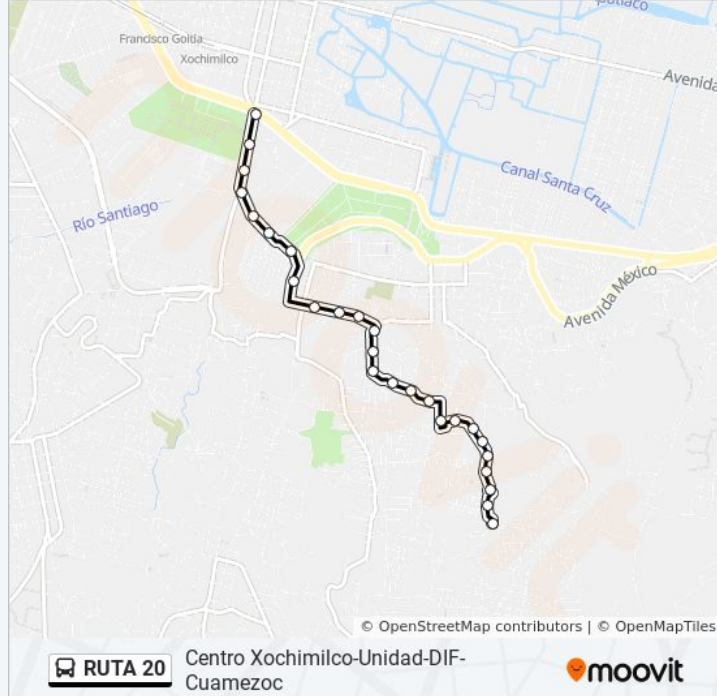 Francisco Goitia
Xochimilco
Avenida
Canal Santa Cruz
Río Santiago
Avenida México
© OpenStreetMap contributors | © OpenMapTiles
RUTA 20
Centro Xochimilco-Unidad-DIF-
Cuamezoc
moovit